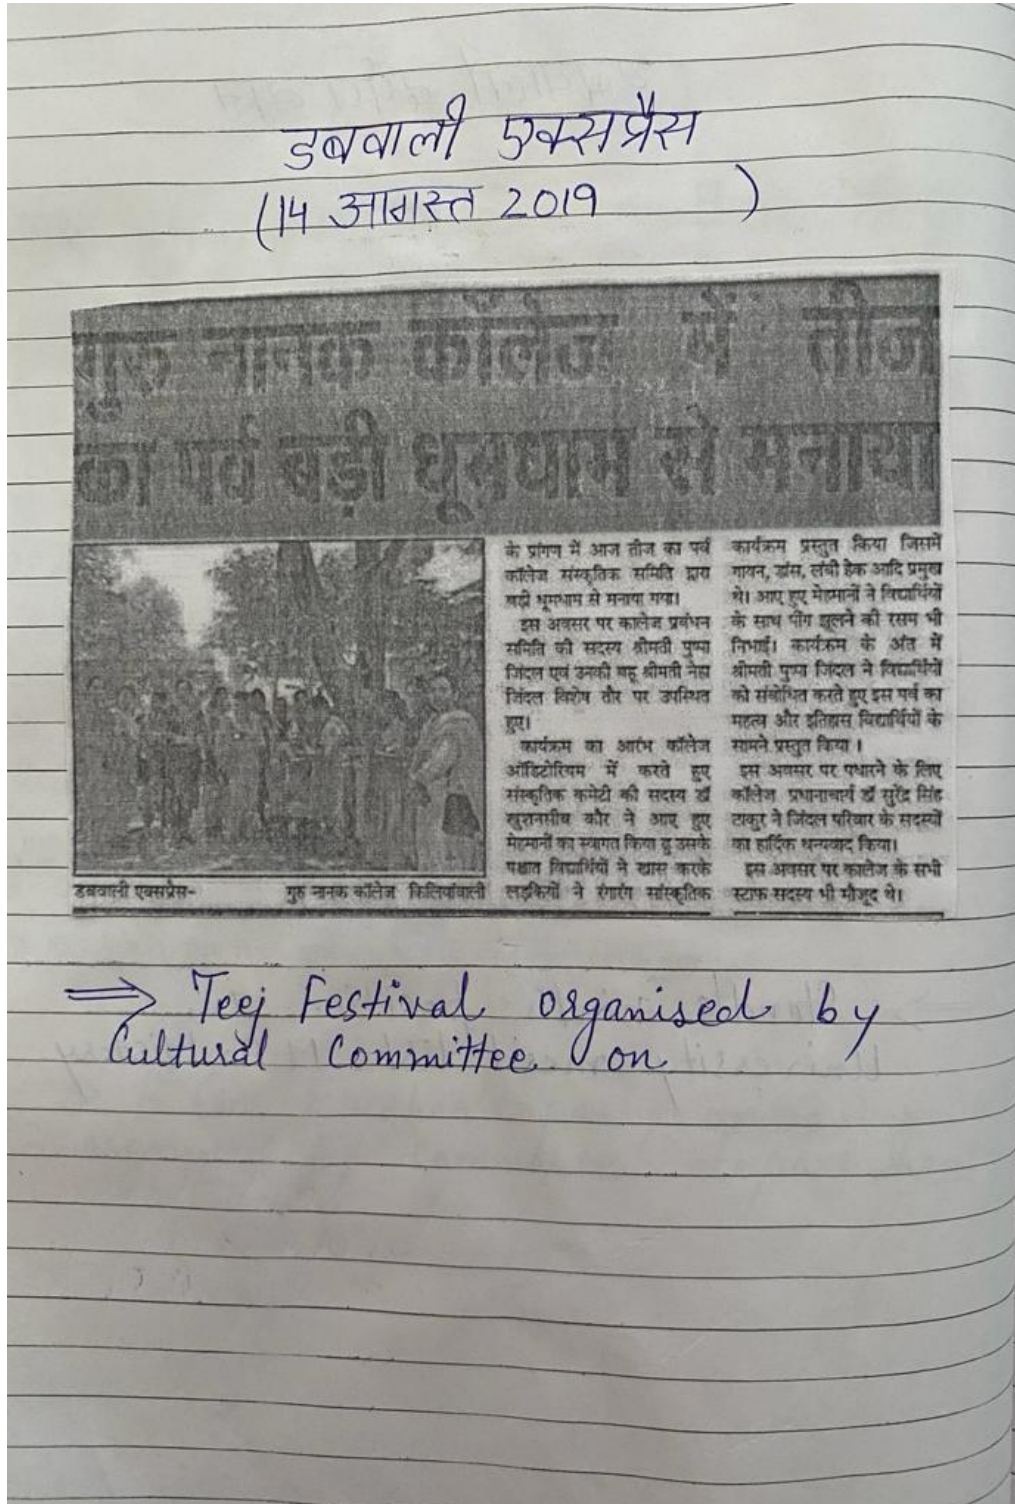 डबवाली एक्सप्रैस
(14 आगस्त 2019 )
गुरु नानक कॉलेज में तीज
का पर्व बड़ी धूमधाम से मनाया
डबवाली एक्सप्रेस- गुरु नानक कॉलेज किलियांवाली
के प्रांगण में आज तीज का पर्व
कॉलेज संस्कृतिक समिति द्वारा
बड़ी धूमधाम से मनाया गया।
इस अवसर पर कालेज प्रबंधन
समिति की सदस्य श्रीमती पुष्पा
जिंदल एवं उनकी बहू श्रीमती नेहा
जिंदल विशेष तौर पर उपस्थित
हुए।
कार्यक्रम का आरंभ कॉलेज
ऑडिटोरियम में करते हुए
संस्कृतिक कमेटी की सदस्य डॉ
खुशनसीब कौर ने आए हुए
मेहमानों का स्वागत किया द्व उसके
पश्चात विद्यार्थियों ने खास करके
लड़कियों ने रंगारंग सांस्कृतिक
कार्यक्रम प्रस्तुत किया जिसमें
गायन, डांस, लंबी हेक आदि प्रमुख
थे। आए हुए मेहमानों ने विद्यार्थियों
के साथ पींग झुलने की रसम भी
निभाई। कार्यक्रम के अंत में
श्रीमती पुष्पा जिंदल ने विद्यार्थियों
को संबोधित करते हुए इस पर्व का
महत्व और इतिहास विद्यार्थियों के
सामने प्रस्तुत किया ।
इस अवसर पर पधारने के लिए
कॉलेज प्रधानाचार्य डॉ सुरेंद्र सिंह
ठाकुर ने जिंदल परिवार के सदस्यों
का हार्दिक धन्यवाद किया।
इस अवसर पर कालेज के सभी
स्टाफ सदस्य भी मौजूद थे।
⇒ Teej Festival organised by
Cultural Committee on